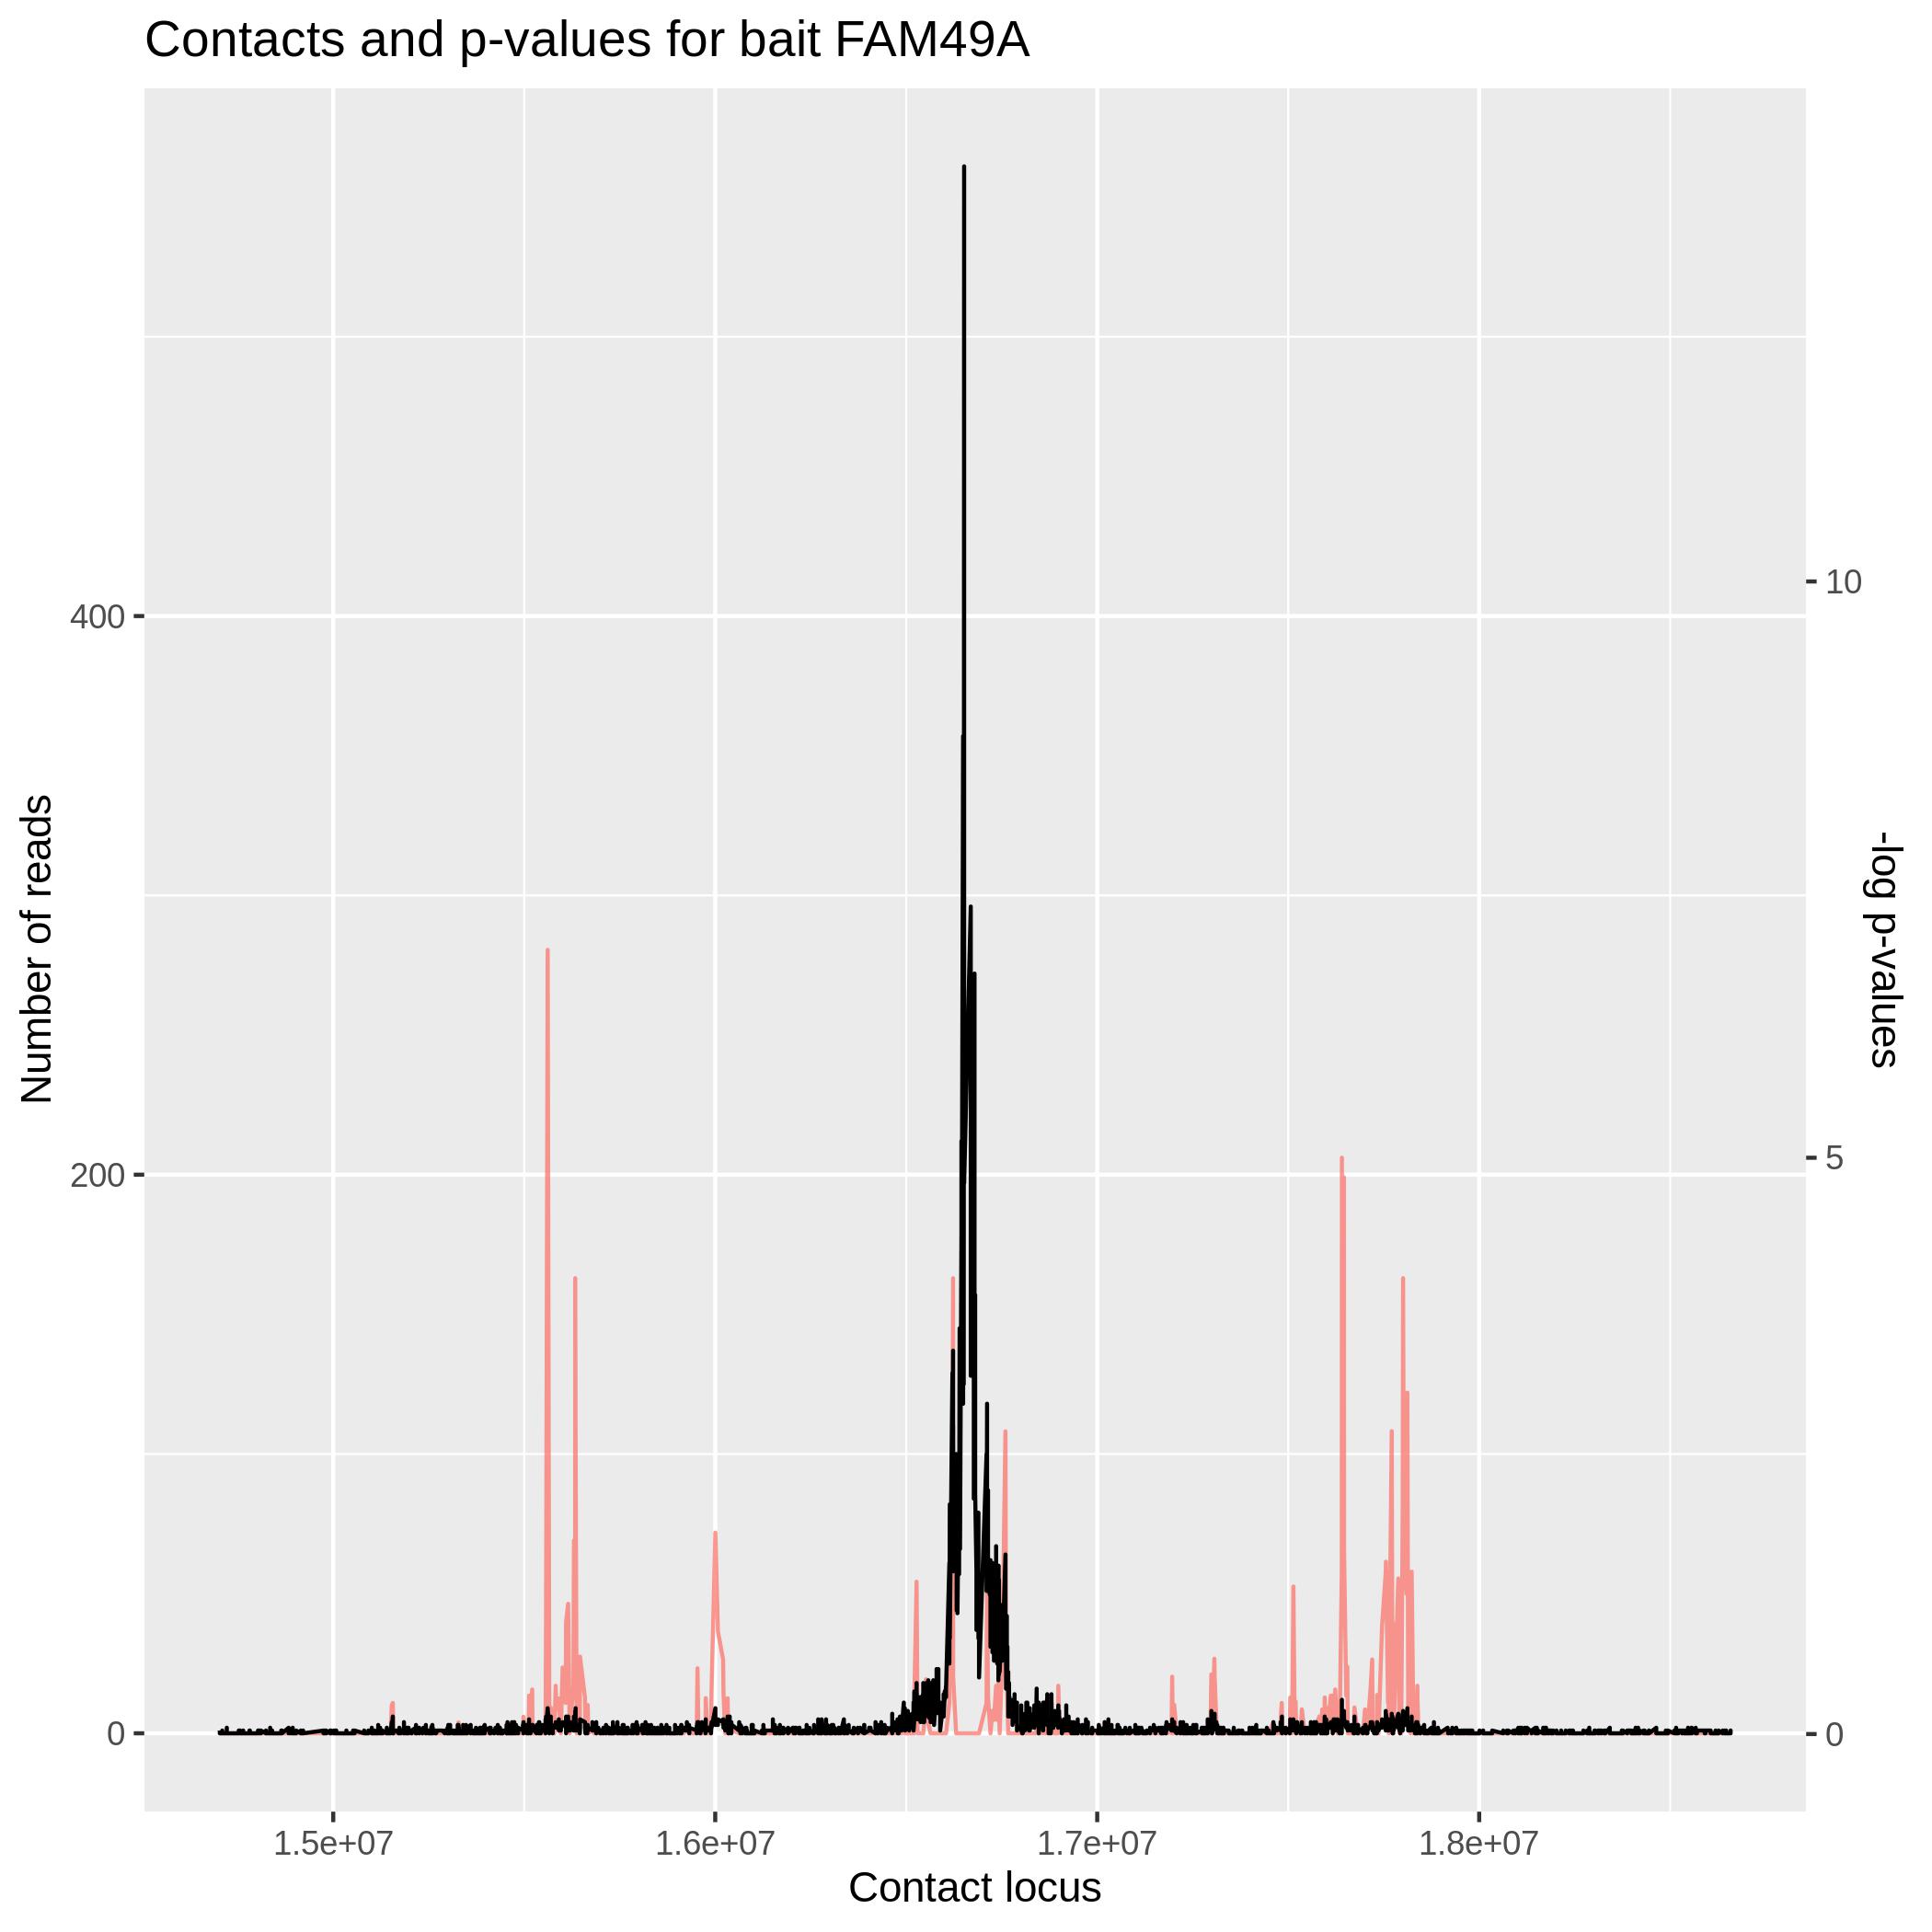 Contacts and p-values for bait FAM49A
Number of reads
400
200
0
10
5
0
-log p-values
1.5e+07 1.6e+07 1.7e+07 1.8e+07
Contact locus